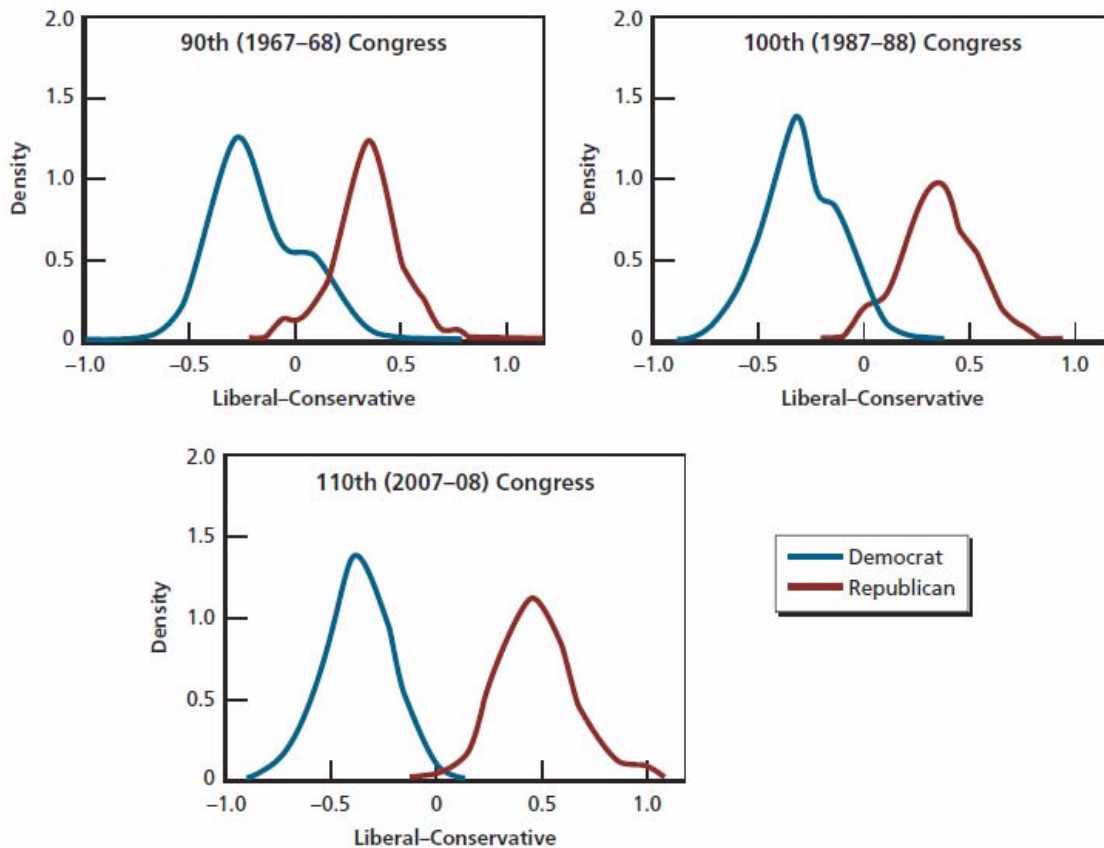 90th (1967–68) Congress
Density
2.0
1.5
1.0
0.5
0
−1.0 −0.5 0 0.5 1.0
Liberal–Conservative
100th (1987–88) Congress
Density
2.0
1.5
1.0
0.5
0
−1.0 −0.5 0 0.5 1.0
Liberal–Conservative
110th (2007–08) Congress
Density
2.0
1.5
1.0
0.5
0
−1.0 −0.5 0 0.5 1.0
Liberal–Conservative
Democrat
Republican